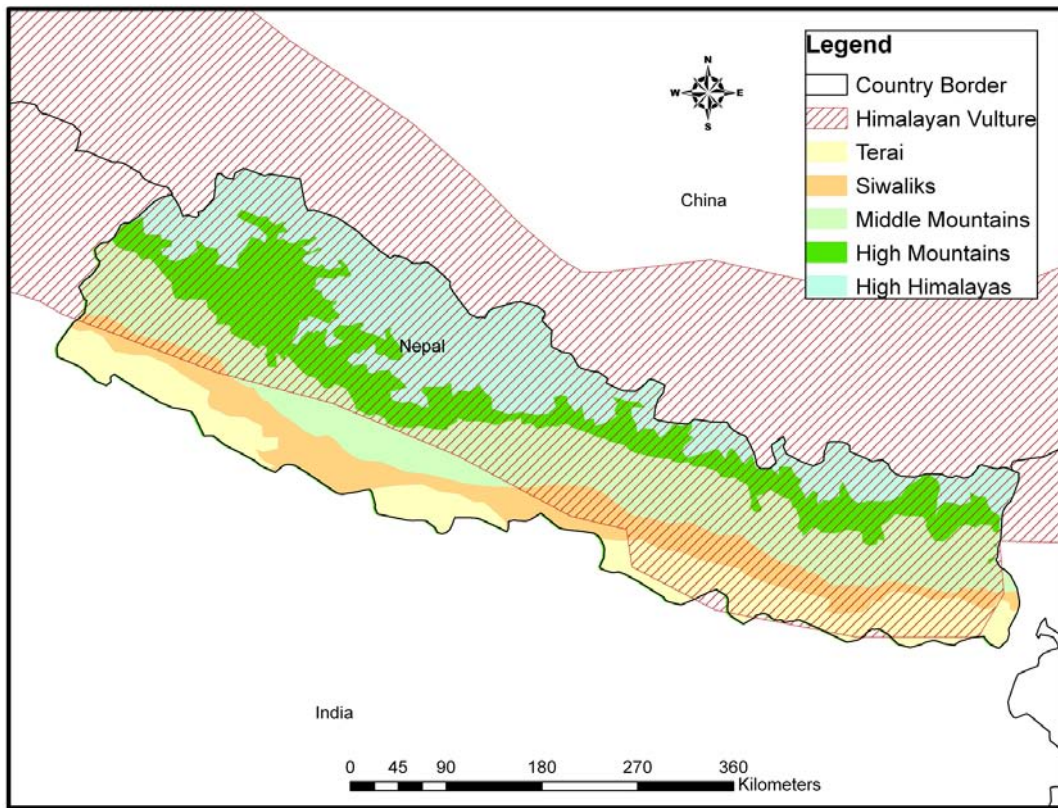 Legend
Country Border
Himalayan Vulture
Terai
Siwaliks
Middle Mountains
High Mountains
High Himalayas
N
W E
S
China
Nepal
India
0 45 90 180 270 360
Kilometers